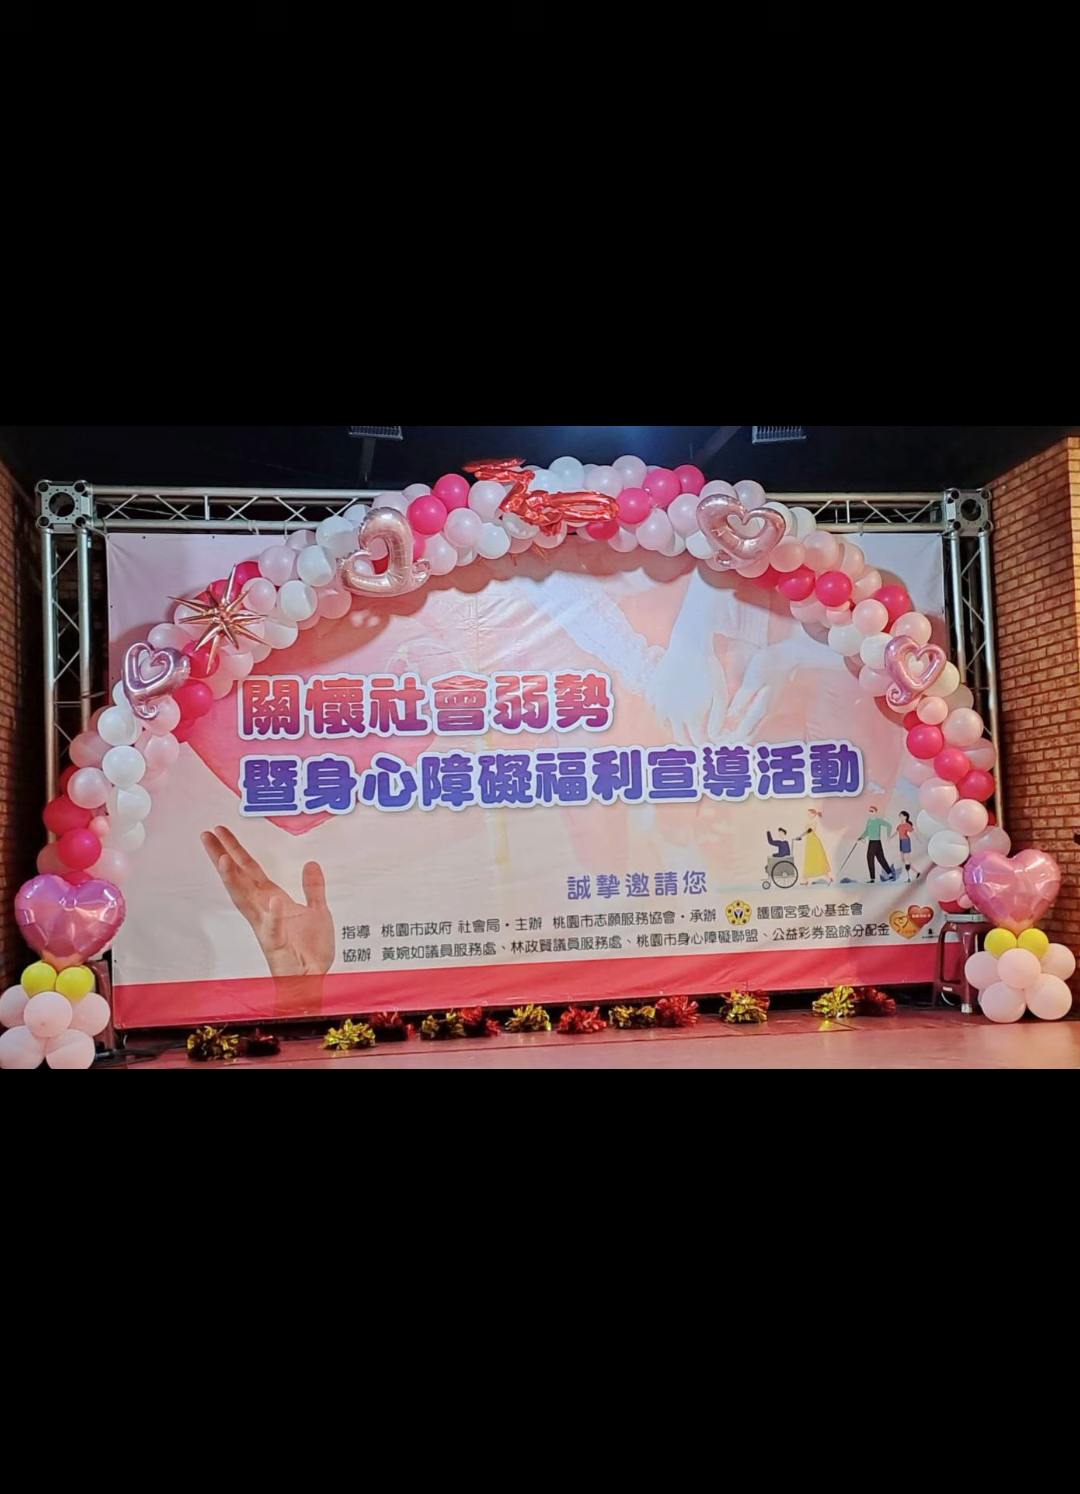 關懷社會弱勢
暨身心障礙福利宣導活動
誠摯邀請您
指導 桃園市政府 社會局・主辦 桃園市志願服務協會・承辦 護國宮愛心基金會
協辦 黃婉如議員服務處、林政賢議員服務處、桃園市身心障礙聯盟、公益彩券盈餘分配金